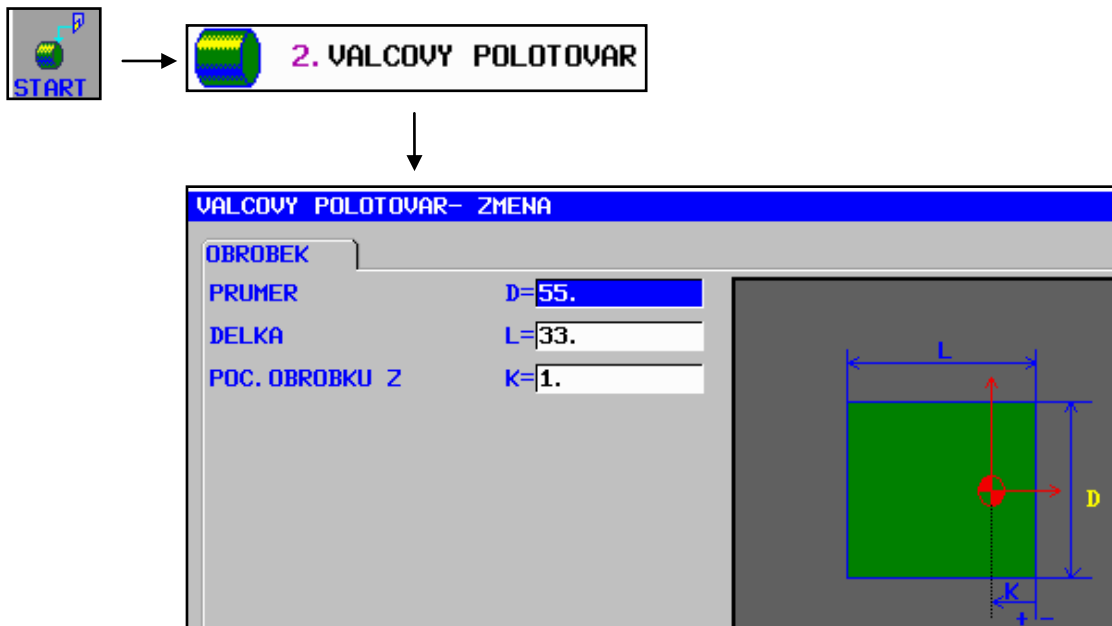 START
2. VALCOVY POLOTOVAR
VALCOVY POLOTOVAR- ZMENA
OBROBEK
PRUMER D=55.
DELKA L=33.
POC.OBROBKU Z K=1.
L
D
K
+ -